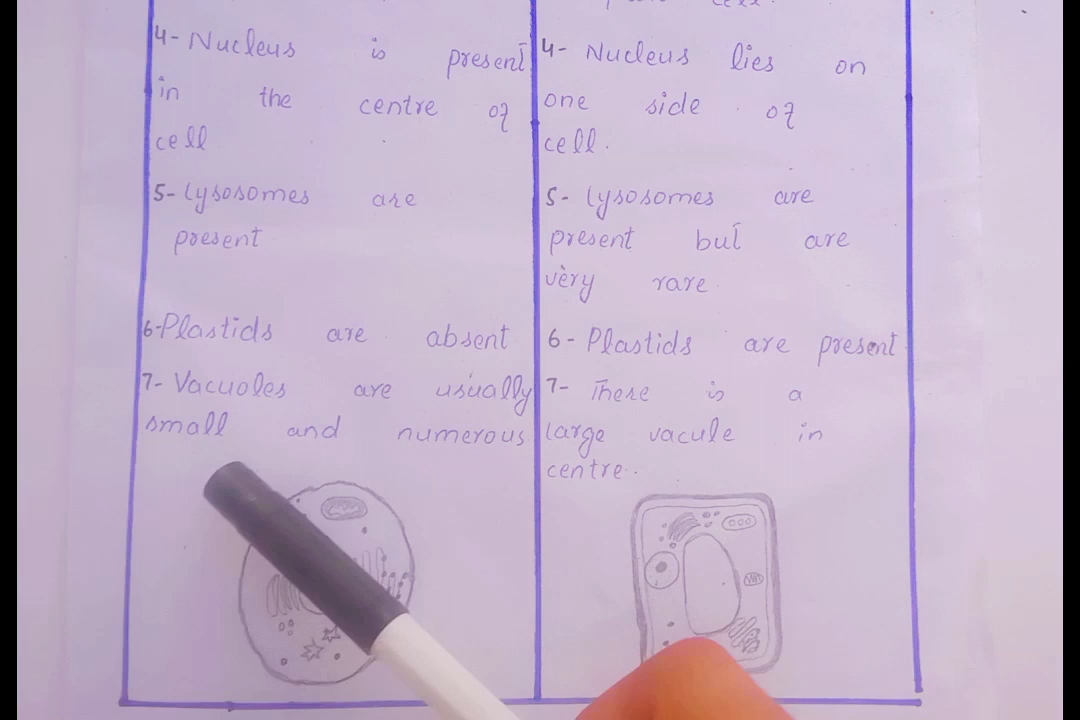 4- Nucleus is present
in the centre of
cell
5- Lysosomes are
present
6- Plastids are absent
7- Vacuoles are usually
small and numerous
cell.
4- Nucleus lies on
one side of
cell.
5- Lysosomes are
present but are
very rare.
6- Plastids are present
7- There is a
large vacule in
centre.